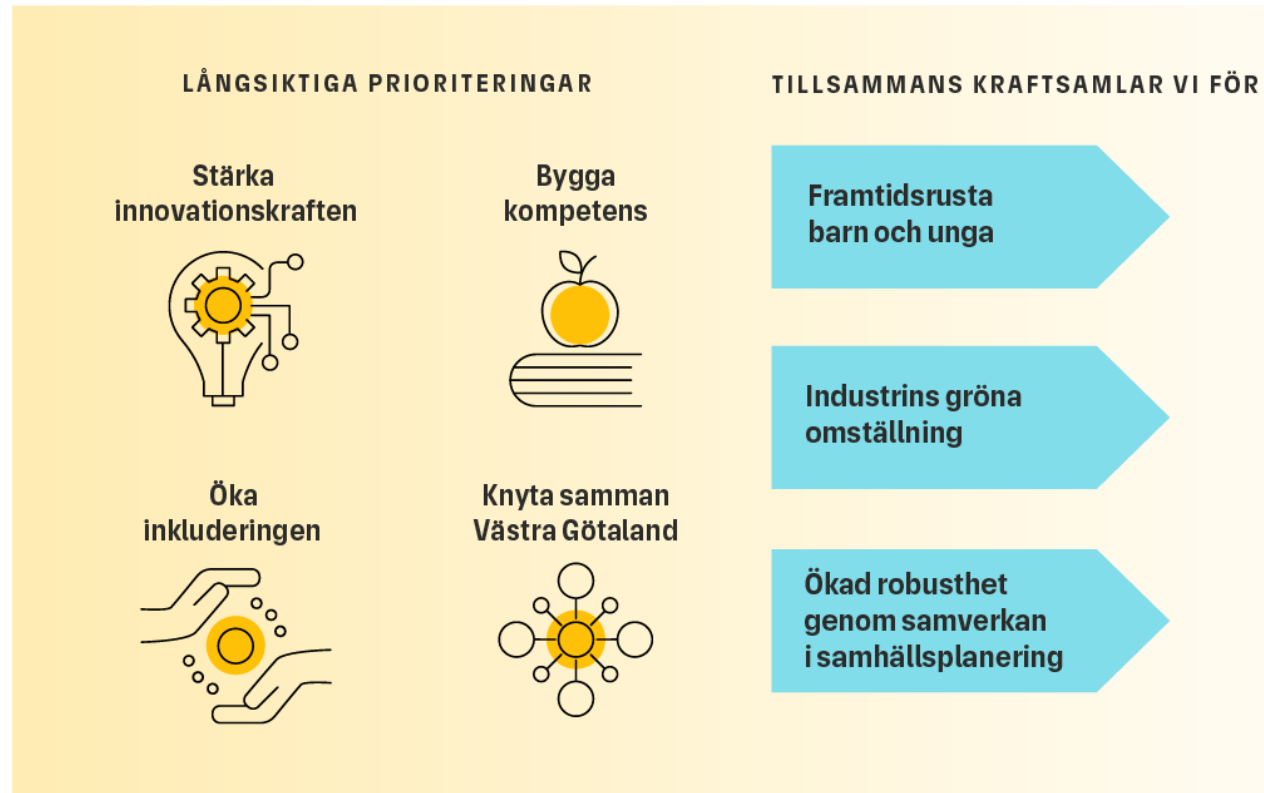 LÅNGSIKTIGA PRIORITERINGAR
Stärka
innovationskraften
Bygga
kompetens
Öka
inkluderingen
Knyta samman
Västra Götaland
TILLSAMMANS KRAFTSAMLAR VI FÖR
Framtidsrusta
barn och unga
Industrins gröna
omställning
Ökad robusthet
genom samverkan
i samhällsplanering